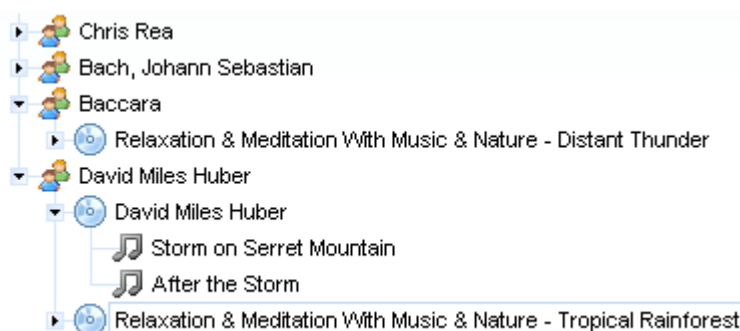 Chris Rea
Bach, Johann Sebastian
Baccara
Relaxation & Meditation With Music & Nature - Distant Thunder
David Miles Huber
David Miles Huber
Storm on Serret Mountain
After the Storm
Relaxation & Meditation With Music & Nature - Tropical Rainforest